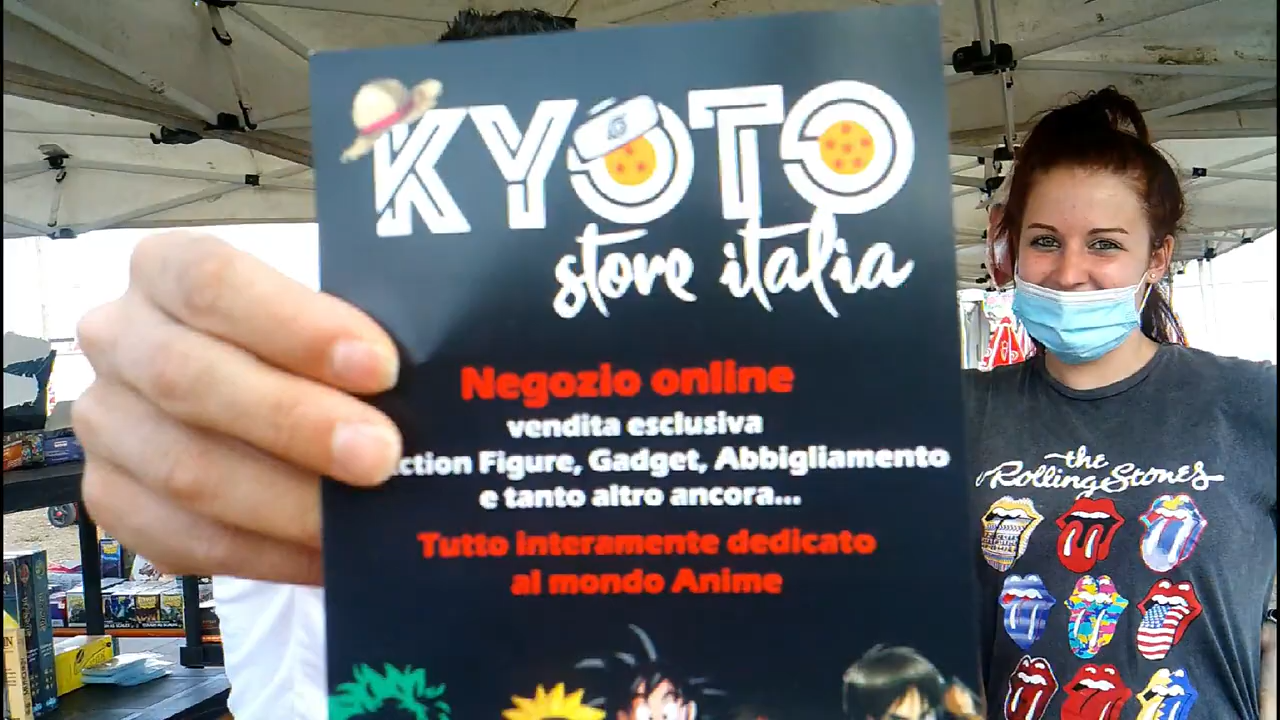 KYOTO
store italia
Negozio online
vendita esclusiva
ction Figure, Gadget, Abbigliamento
e tanto altro ancora...
Tutto interamente dedicato
al mondo Anime
the
Rolling Stones